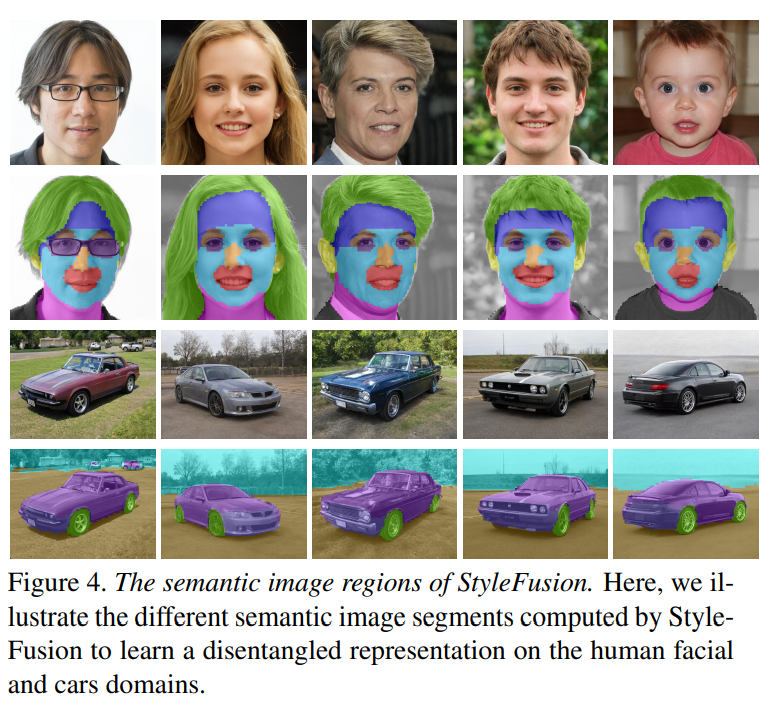 Figure 4. The semantic image regions of StyleFusion. Here, we il-
lustrate the different semantic image segments computed by Style-
Fusion to learn a disentangled representation on the human facial
and cars domains.